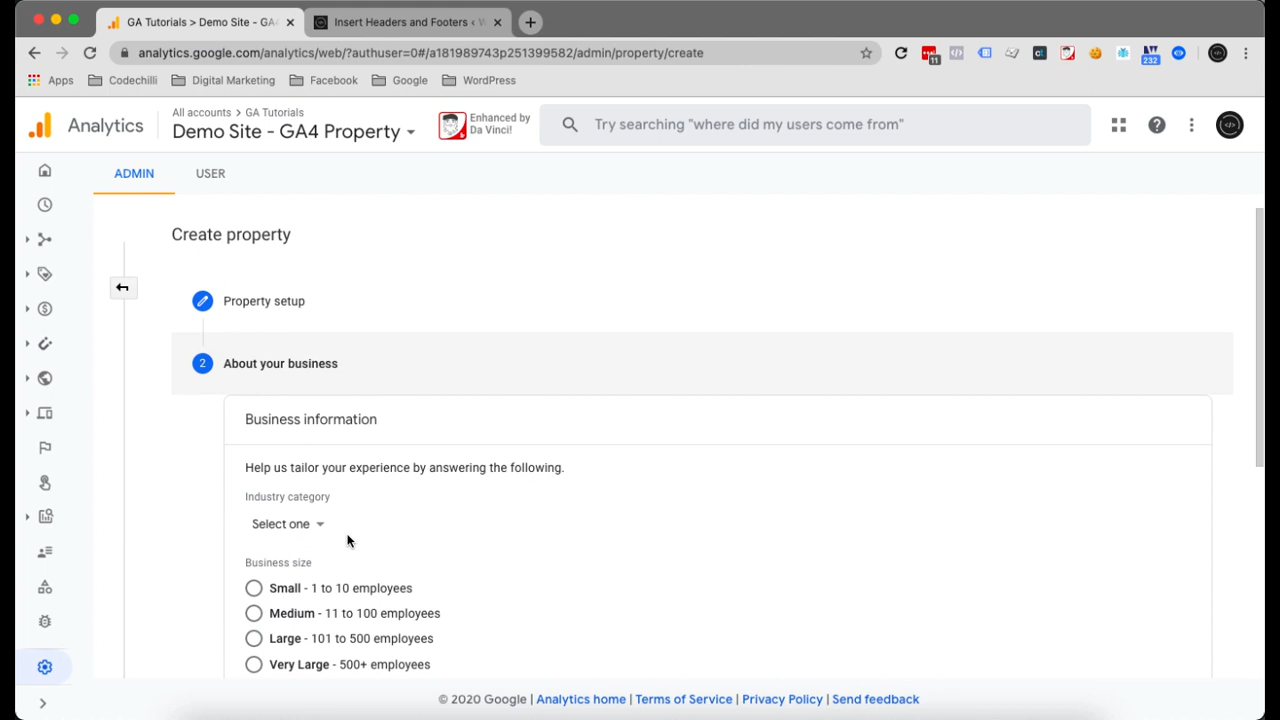 GA Tutorials > Demo Site - GA4
Insert Headers and Footers ‹ W
analytics.google.com/analytics/web/?authuser=0#/a181989743p251399582/admin/property/create
11
232
Apps
Codechilli
Digital Marketing
Facebook
Google
WordPress
Analytics
All accounts > GA Tutorials
Demo Site - GA4 Property
Enhanced by
Da Vinci!
Try searching "where did my users come from"
ADMIN
USER
Create property
Property setup
2
About your business
Business information
Help us tailor your experience by answering the following.
Industry category
Select one
Business size
Small - 1 to 10 employees
Medium - 11 to 100 employees
Large - 101 to 500 employees
Very Large - 500+ employees
© 2020 Google | Analytics home | Terms of Service | Privacy Policy | Send feedback